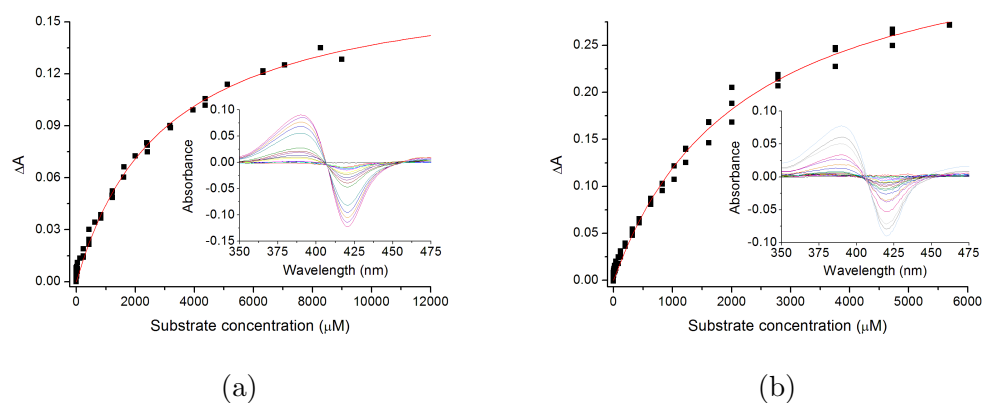 0.15
0.12
0.09
0.06
0.03
0.00
ΔA
0 2000 4000 6000 8000 10000 12000
Substrate concentration (μM)
0.10
0.05
0.00
-0.05
-0.10
-0.15
Absorbance
350 375 400 425 450 475
Wavelength (nm)
(a)
0.25
0.20
0.15
0.10
0.05
0.00
ΔA
0 1000 2000 3000 4000 5000 6000
Substrate concentration (μM)
0.10
0.05
0.00
-0.05
-0.10
Absorbance
350 375 400 425 450 475
Wavelength (nm)
(b)